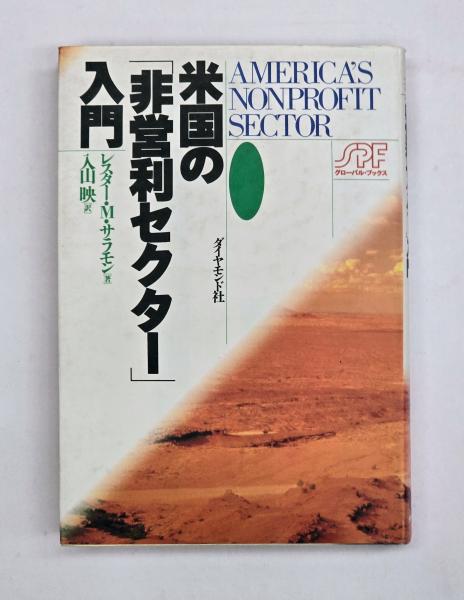 AMERICA'S
NONPROFIT
SECTOR
SPF
グローバル・ブックス
米国の
「非営利セクター」
入門
レスター・M・サラモン 著
入山 映 訳
ダイヤモンド社